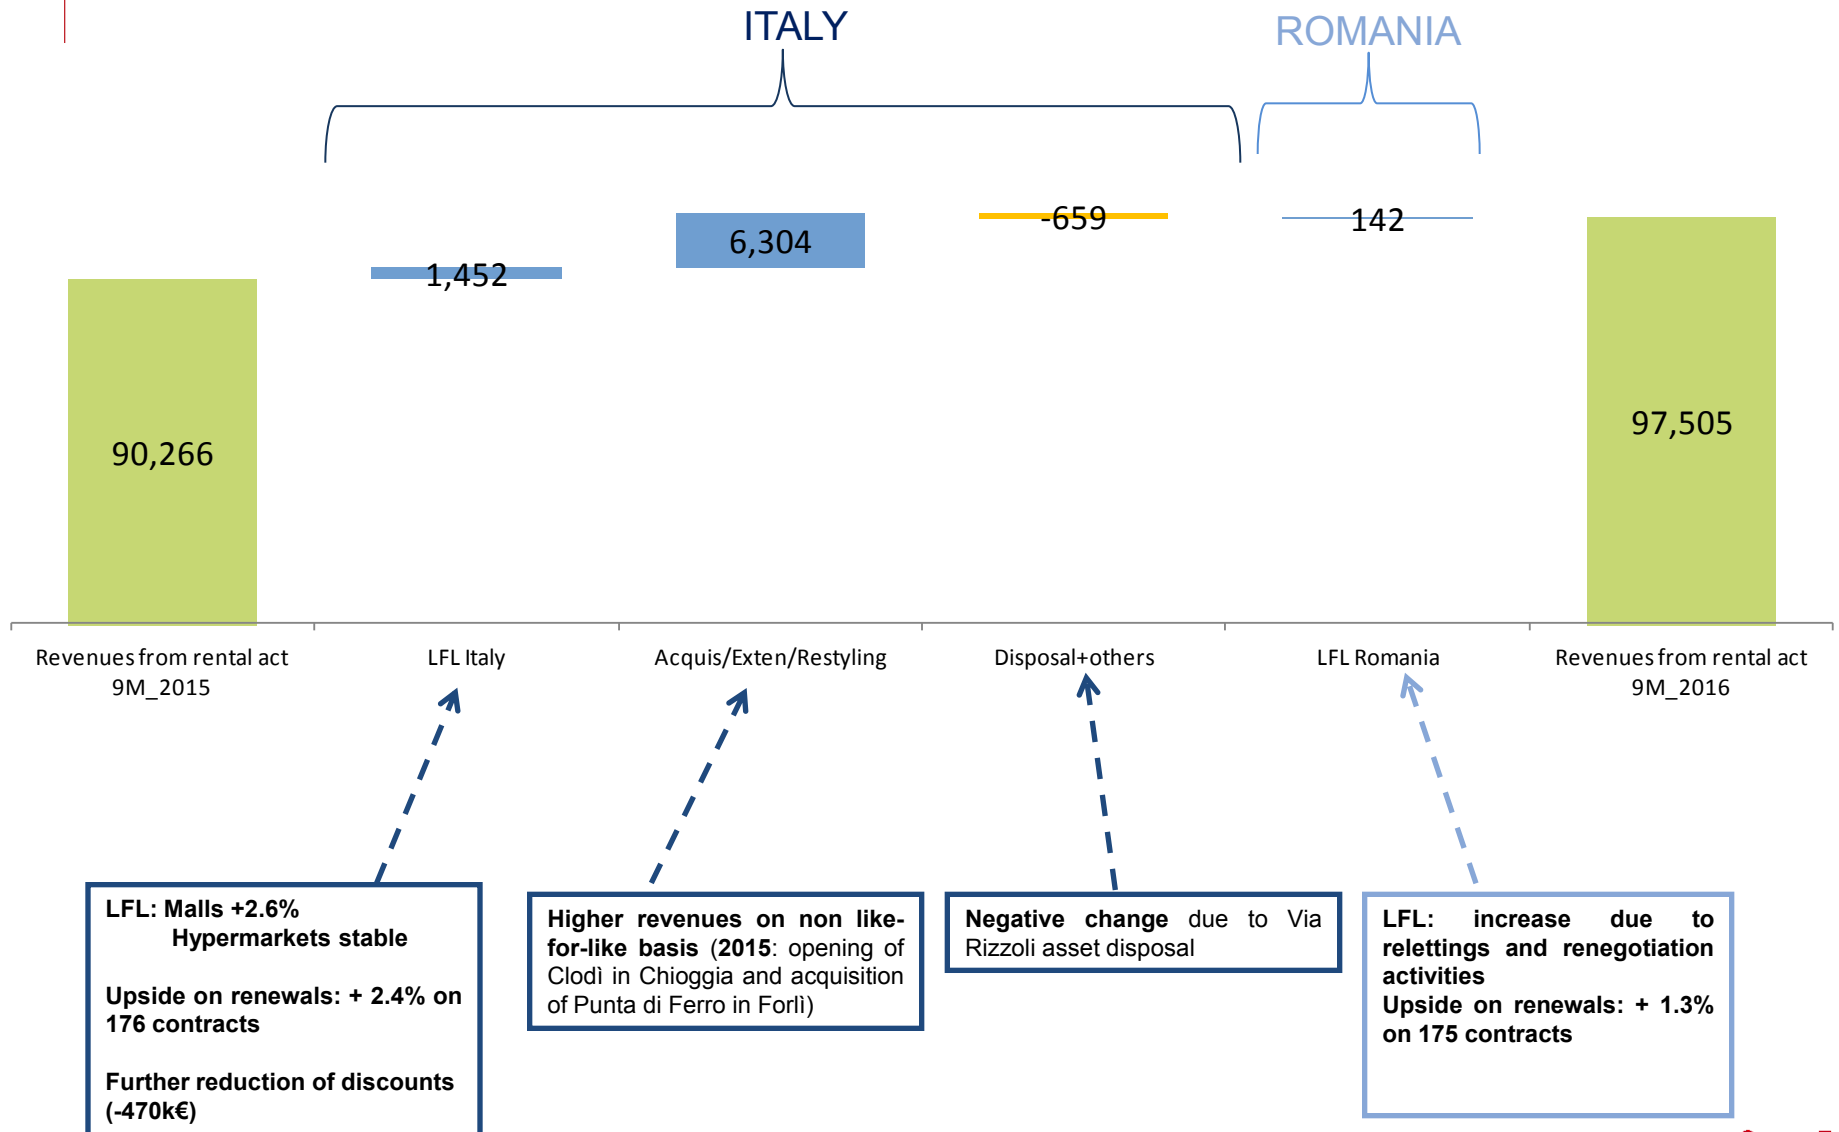 ITALY
ROMANIA
-659
142
6,304
1,452
90,266
97,505
Revenues from rental act
9M_2015
LFL Italy
Acquis/Exten/Restyling
Disposal+others
LFL Romania
Revenues from rental act
9M_2016
LFL: Malls +2.6%
Hypermarkets stable
Upside on renewals: + 2.4% on
176 contracts
Further reduction of discounts
(-470k€)
Higher revenues on non like-
for-like basis (2015: opening of
Clodì in Chioggia and acquisition
of Punta di Ferro in Forlì)
Negative change due to Via
Rizzoli asset disposal
LFL: increase due to
relettings and renegotiation
activities
Upside on renewals: + 1.3%
on 175 contracts